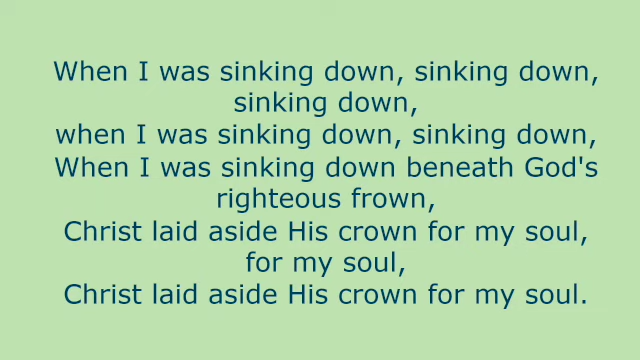 When I was sinking down, sinking down,
sinking down,
when I was sinking down, sinking down,
When I was sinking down beneath God's
righteous frown,
Christ laid aside His crown for my soul,
for my soul,
Christ laid aside His crown for my soul.